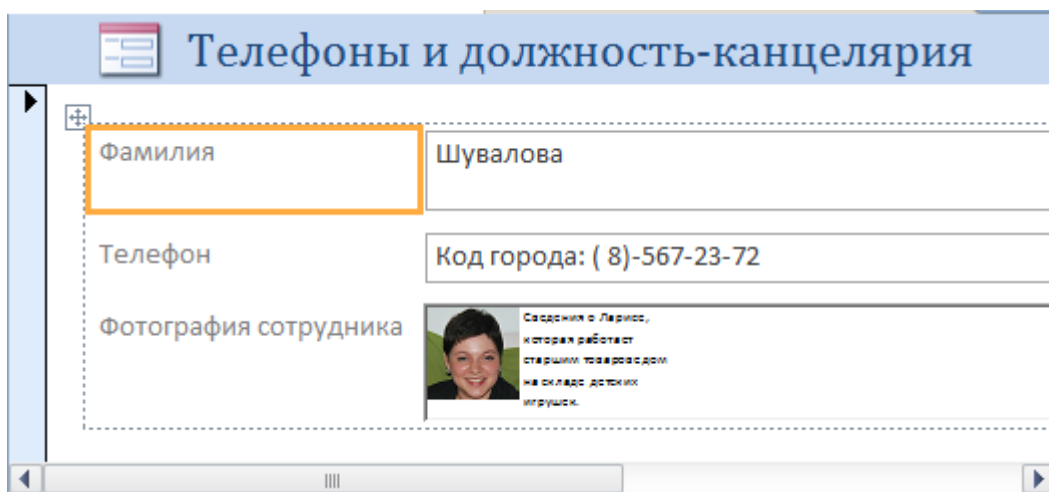 Телефоны и должность-канцелярия
Фамилия
Шувалова
Телефон
Код города: ( 8)-567-23-72
Фотография сотрудника
Сведения о Ларисе,
которая работает
старшим товароведом
на складе детских
игрушек.